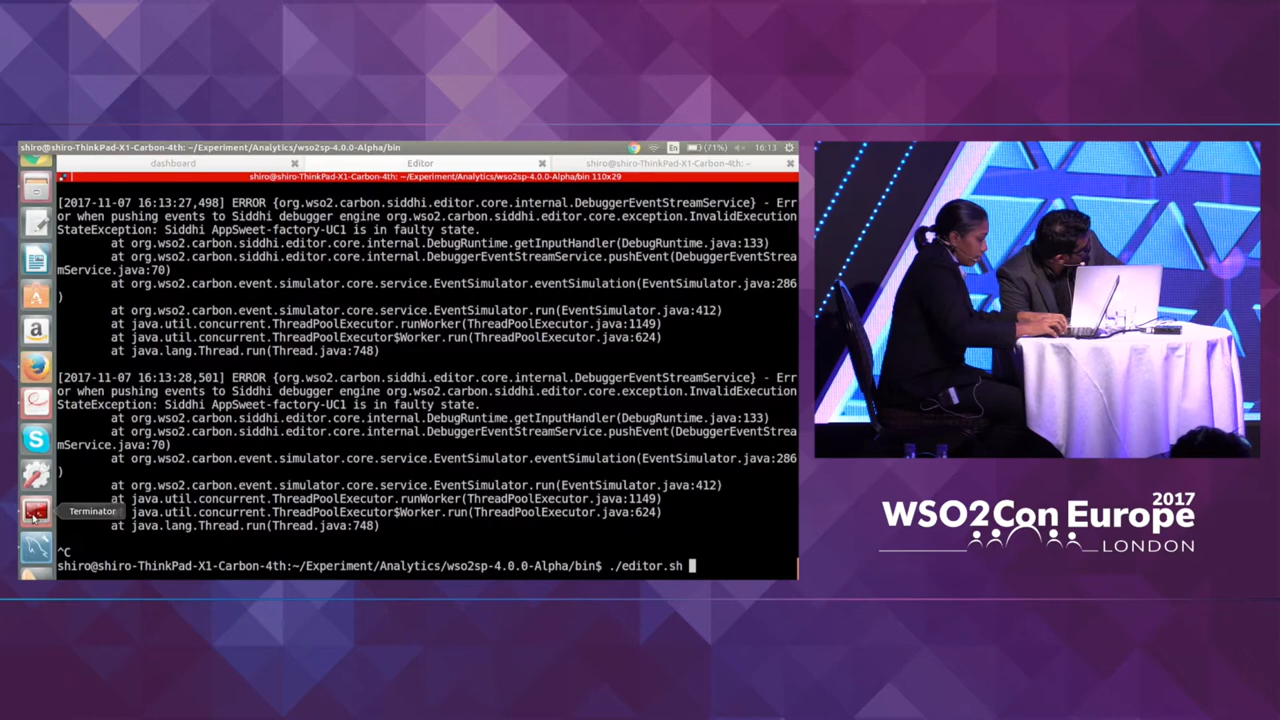 shiro@shiro-ThinkPad-X1-Carbon-4th: ~/Experiment/Analytics/wso2sp-4.0.0-Alpha/bin
En
(71%)
16:13
dashboard
Editor
shiro@shiro-ThinkPad-X1-Carbon-4th: ~
shiro@shiro-ThinkPad-X1-Carbon-4th: ~/Experiment/Analytics/wso2sp-4.0.0-Alpha/bin 110x29
[2017-11-07 16:13:27,498] ERROR {org.wso2.carbon.siddhi.editor.core.internal.DebuggerEventStreamService} - Err
or when pushing events to Siddhi debugger engine org.wso2.carbon.siddhi.editor.core.exception.InvalidExecution
StateException: Siddhi AppSweet-factory-UC1 is in faulty state.
at org.wso2.carbon.siddhi.editor.core.internal.DebugRuntime.getInputHandler(DebugRuntime.java:133)
at org.wso2.carbon.siddhi.editor.core.internal.DebuggerEventStreamService.pushEvent(DebuggerEventStrea
mService.java:70)
at org.wso2.carbon.event.simulator.core.service.EventSimulator.eventSimulation(EventSimulator.java:286
)
at org.wso2.carbon.event.simulator.core.service.EventSimulator.run(EventSimulator.java:412)
at java.util.concurrent.ThreadPoolExecutor.runWorker(ThreadPoolExecutor.java:1149)
at java.util.concurrent.ThreadPoolExecutor$Worker.run(ThreadPoolExecutor.java:624)
at java.lang.Thread.run(Thread.java:748)
[2017-11-07 16:13:28,501] ERROR {org.wso2.carbon.siddhi.editor.core.internal.DebuggerEventStreamService} - Err
or when pushing events to Siddhi debugger engine org.wso2.carbon.siddhi.editor.core.exception.InvalidExecution
StateException: Siddhi AppSweet-factory-UC1 is in faulty state.
at org.wso2.carbon.siddhi.editor.core.internal.DebugRuntime.getInputHandler(DebugRuntime.java:133)
at org.wso2.carbon.siddhi.editor.core.internal.DebuggerEventStreamService.pushEvent(DebuggerEventStrea
mService.java:70)
at org.wso2.carbon.event.simulator.core.service.EventSimulator.eventSimulation(EventSimulator.java:286
)
at org.wso2.carbon.event.simulator.core.service.EventSimulator.run(EventSimulator.java:412)
at java.util.concurrent.ThreadPoolExecutor.runWorker(ThreadPoolExecutor.java:1149)
Terminator
java.util.concurrent.ThreadPoolExecutor$Worker.run(ThreadPoolExecutor.java:624)
at java.lang.Thread.run(Thread.java:748)
^C
shiro@shiro-ThinkPad-X1-Carbon-4th:~/Experiment/Analytics/wso2sp-4.0.0-Alpha/bin$ ./editor.sh
2017
WSO2Con Europe
LONDON